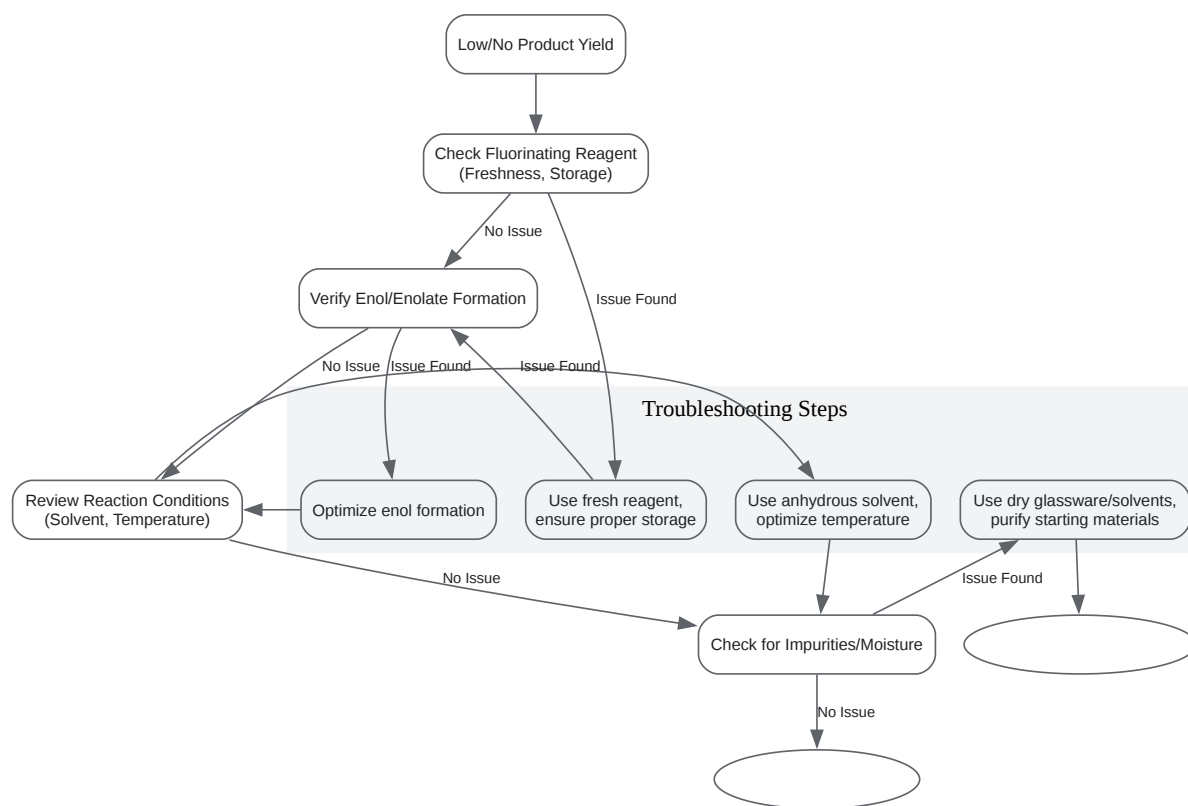 Low/No Product Yield
Check Fluorinating Reagent
(Freshness, Storage)
No Issue
Issue Found
Verify Enol/Enolate Formation
No Issue
Issue Found
Issue Found
Troubleshooting Steps
Review Reaction Conditions
(Solvent, Temperature)
Optimize enol formation
Use fresh reagent,
ensure proper storage
Use anhydrous solvent,
optimize temperature
Use dry glassware/solvents,
purify starting materials
No Issue
Issue Found
Check for Impurities/Moisture
No Issue